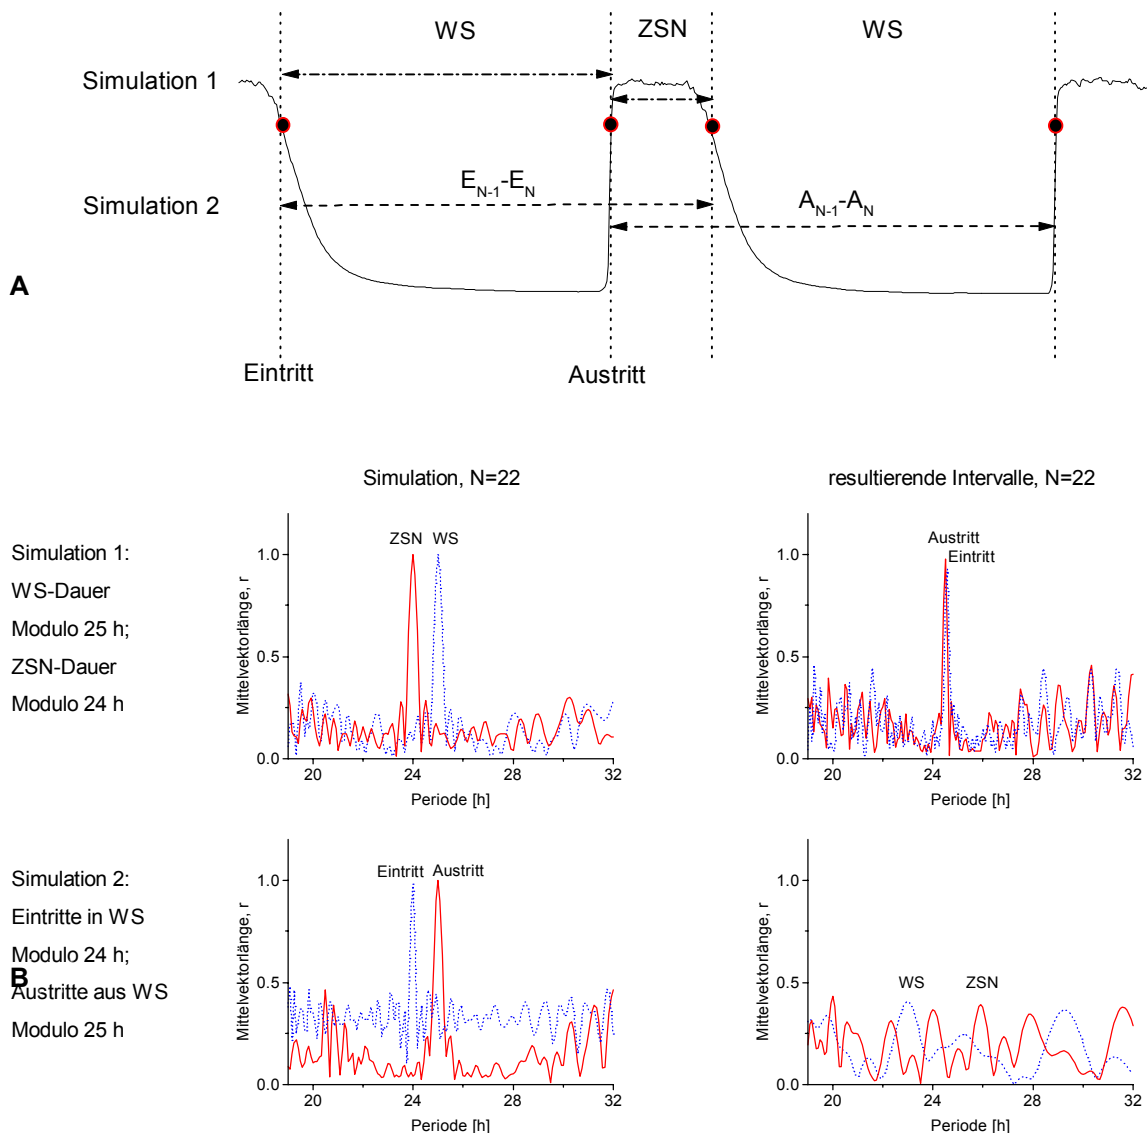 WS ZSN WS
Simulation 1
E_{N-1}-E_N
Simulation 2
A_{N-1}-A_N
A
Eintritt Austritt
Simulation, N=22
resultierende Intervalle, N=22
Simulation 1:
WS-Dauer
Modulo 25 h;
ZSN-Dauer
Modulo 24 h
Mittelvektorlänge, r
1.0
0.5
0.0
ZSN WS
20 24 28 32
Periode [h]
Mittelvektorlänge, r
1.0
0.5
0.0
Austritt
Eintritt
20 24 28 32
Periode [h]
Simulation 2:
Eintritte in WS
Modulo 24 h;
B
Austritte aus WS
Modulo 25 h
Mittelvektorlänge, r
1.0
0.5
0.0
Eintritt Austritt
20 24 28 32
Periode [h]
Mittelvektorlänge, r
1.0
0.5
0.0
WS ZSN
20 24 28 32
Periode [h]